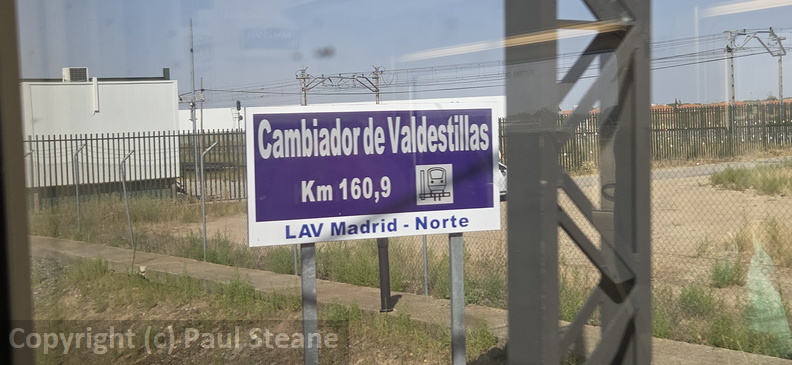 Cambiador de Valdestillas
Km 160,9
LAV Madrid - Norte
Copyright (c) Paul Steane